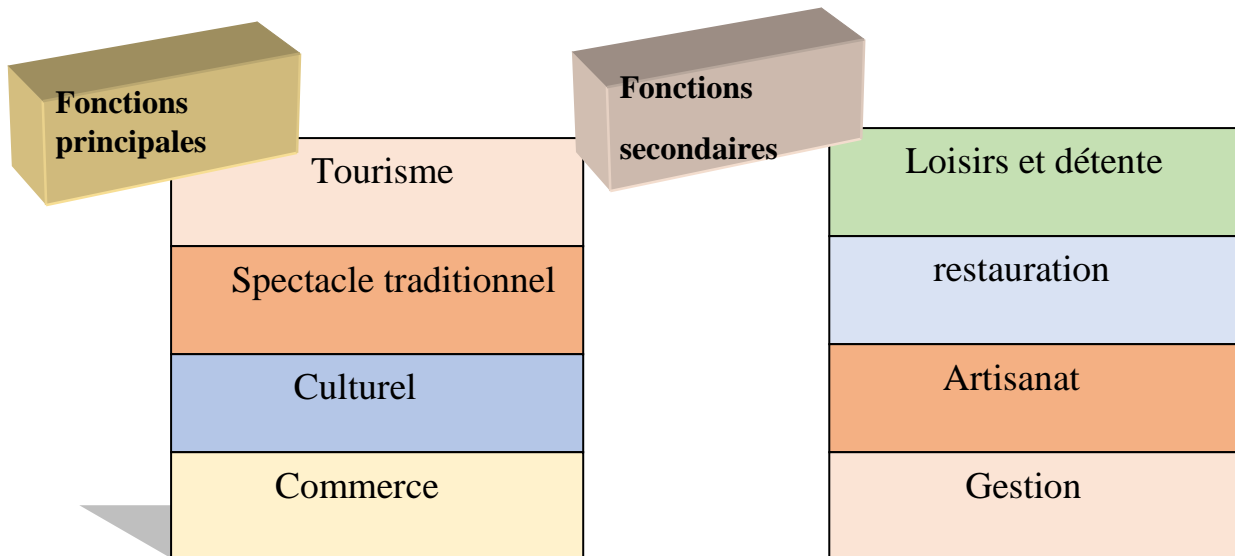 Fonctions
principales
Tourisme
Spectacle traditionnel
Culturel
Commerce
Fonctions
secondaires
Loisirs et détente
restauration
Artisanat
Gestion